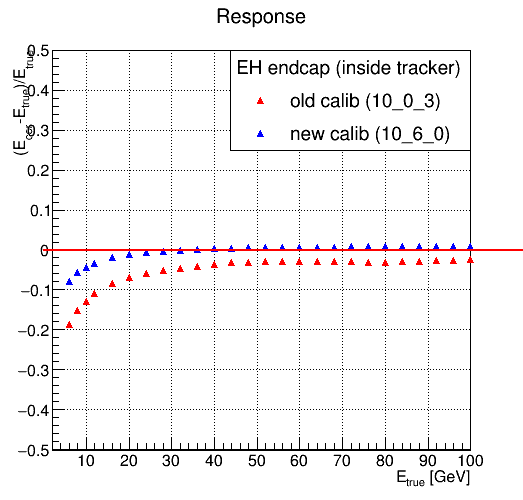 Response
(E_cor-E_true)/E_true
EH endcap (inside tracker)
old calib (10_0_3)
new calib (10_6_0)
0.5
0.4
0.3
0.2
0.1
0
−0.1
−0.2
−0.3
−0.4
−0.5
10 20 30 40 50 60 70 80 90 100
E_true [GeV]